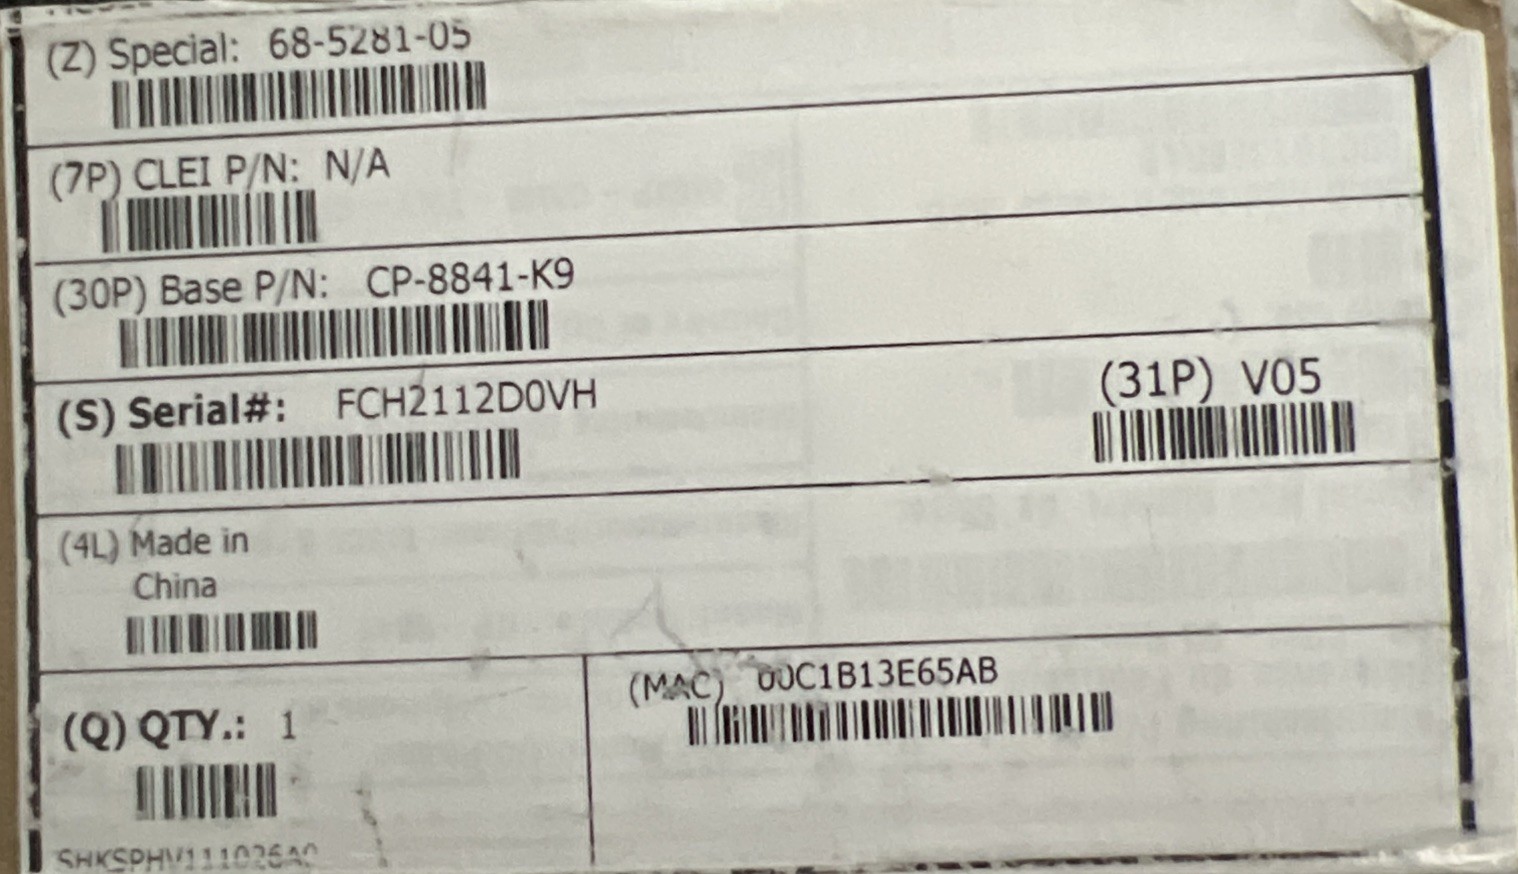 (Z) Special: 68-5281-05
(7P) CLEI P/N: N/A
(30P) Base P/N: CP-8841-K9
(S) Serial#: FCH2112D0VH
(31P) V05
(4L) Made in
China
(Q) QTY.: 1
(MAC) 00C1B13E65AB